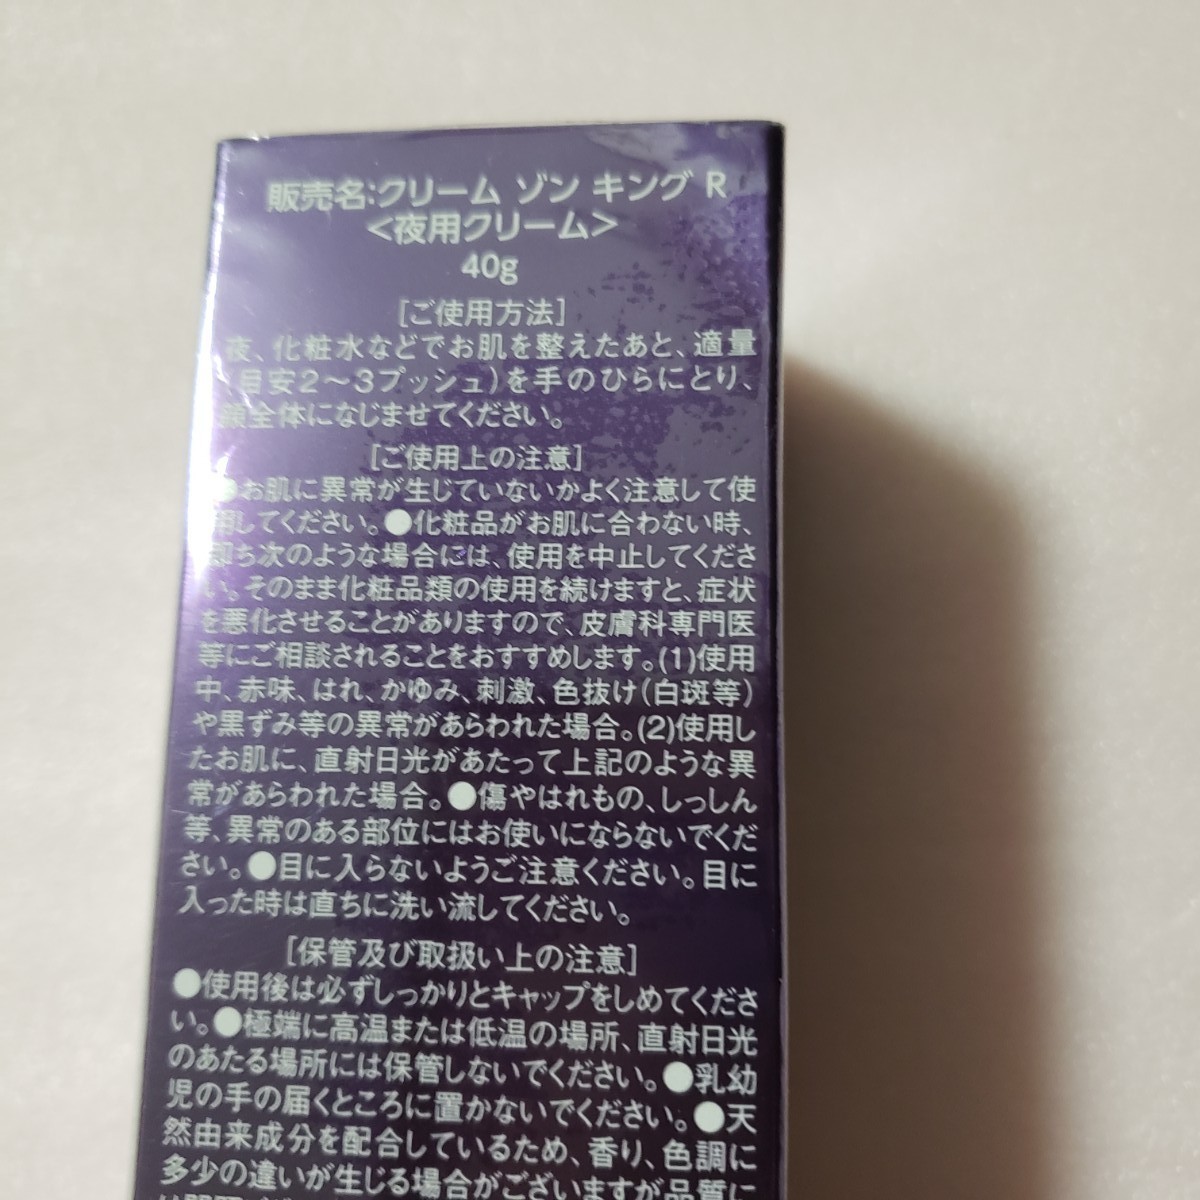 販売名:クリーム ゾン キング R
<夜用クリーム>
40g
[ご使用方法]
夜、化粧水などでお肌を整えたあと、適量
目安2〜3プッシュ)を手のひらにとり、
顔全体になじませてください。
[ご使用上の注意]
●お肌に異常が生じていないかよく注意して使
用してください。●化粧品がお肌に合わない時、
即ち次のような場合には、使用を中止してくださ
い。そのまま化粧品類の使用を続けますと、症状
を悪化させることがありますので、皮膚科専門医
等にご相談されることをおすすめします。(1)使用
中、赤味、はれ、かゆみ、刺激、色抜け(白斑等)
や黒ずみ等の異常があらわれた場合。(2)使用し
たお肌に、直射日光があたって上記のような異
常があらわれた場合。●傷やはれもの、しっしん
等、異常のある部位にはお使いにならないでくだ
さい。●目に入らないようご注意ください。目に
入った時は直ちに洗い流してください。
[保管及び取扱い上の注意]
●使用後は必ずしっかりとキャップをしめてくださ
い。●極端に高温または低温の場所、直射日光
のあたる場所には保管しないでください。●乳幼
児の手の届くところに置かないでください。●天
然由来成分を配合しているため、香り、色調に
多少の違いが生じる場合がございますが品質に